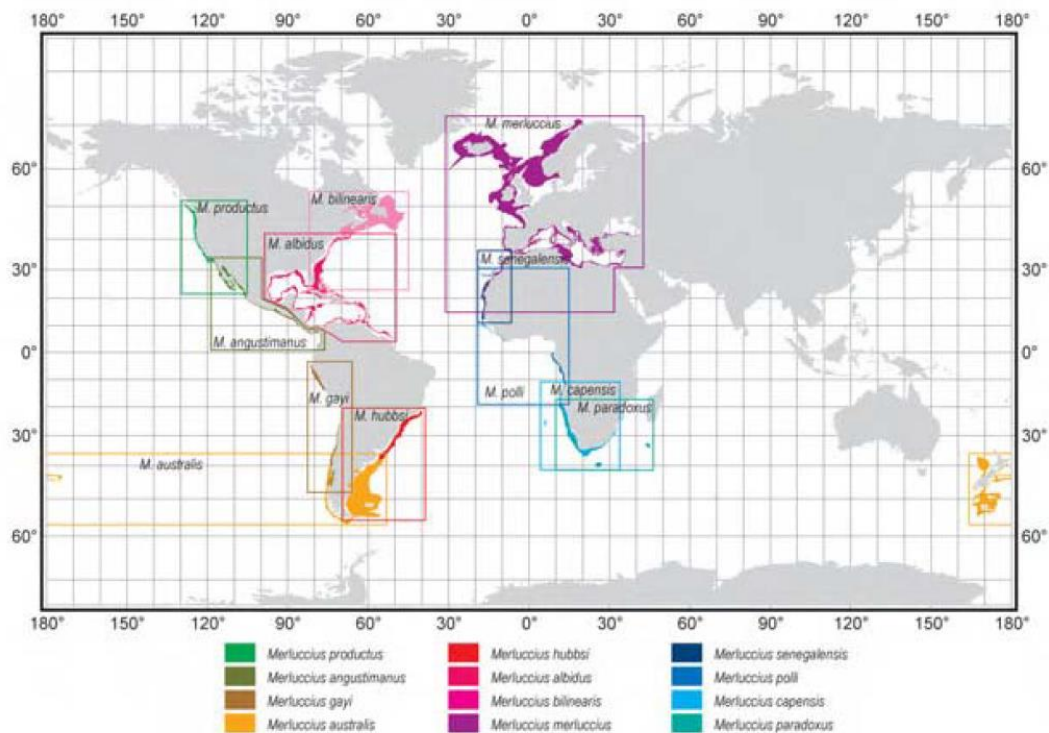 180° 150° 120° 90° 60° 30° 0° 30° 60° 90° 120° 150° 180°
M. merluccius
60° 60°
M. bilinearis
M. productus
M. albidus
M. senegalensis
30° 30°
M. angustimanus
0° 0°
M. gayi
M. polli
M. capensis
M. paradoxus
M. hubbsi
30° 30°
M. australis
60° 60°
180° 150° 120° 90° 60° 30° 0° 30° 60° 90° 120° 150° 180°
Merluccius productus
Merluccius angustimanus
Merluccius gayi
Merluccius australis
Merluccius hubbsi
Merluccius albidus
Merluccius bilinearis
Merluccius merluccius
Merluccius senegalensis
Merluccius polli
Merluccius capensis
Merluccius paradoxus